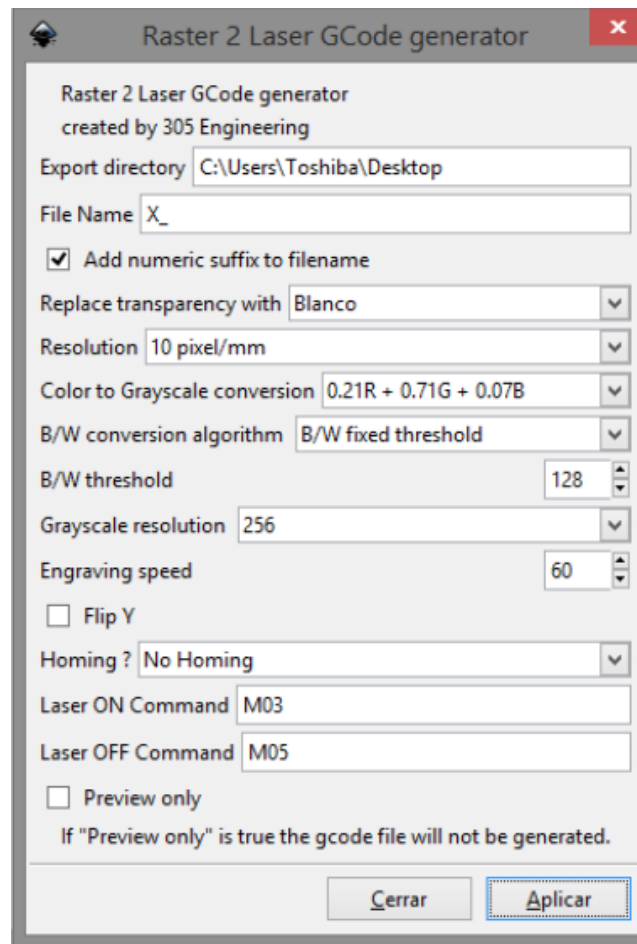 Raster 2 Laser GCode generator
Raster 2 Laser GCode generator
created by 305 Engineering
Export directory C:\Users\Toshiba\Desktop
File Name X_
Add numeric suffix to filename
Replace transparency with Blanco
Resolution 10 pixel/mm
Color to Grayscale conversion 0.21R + 0.71G + 0.07B
B/W conversion algorithm B/W fixed threshold
B/W threshold 128
Grayscale resolution 256
Engraving speed 60
Flip Y
Homing ? No Homing
Laser ON Command M03
Laser OFF Command M05
Preview only
If "Preview only" is true the gcode file will not be generated.
Cerrar Aplicar